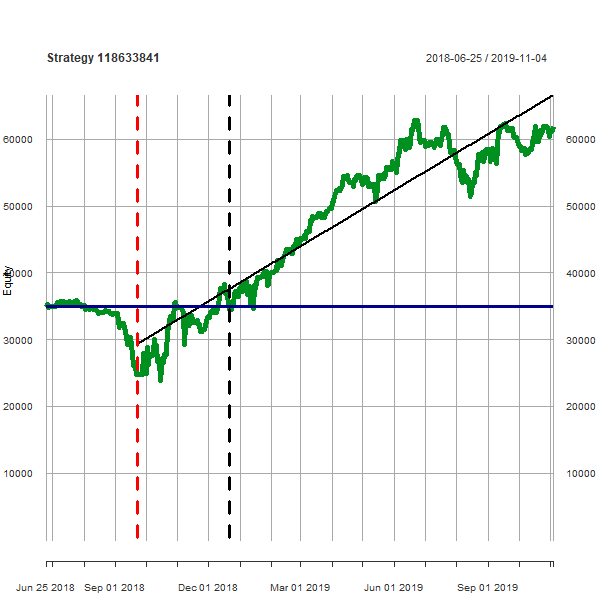 Strategy 118633841
2018-06-25 / 2019-11-04
60000
60000
50000
50000
40000
40000
Equity
30000
30000
20000
20000
10000
10000
Jun 25 2018
Sep 01 2018
Dec 01 2018
Mar 01 2019
Jun 01 2019
Sep 01 2019